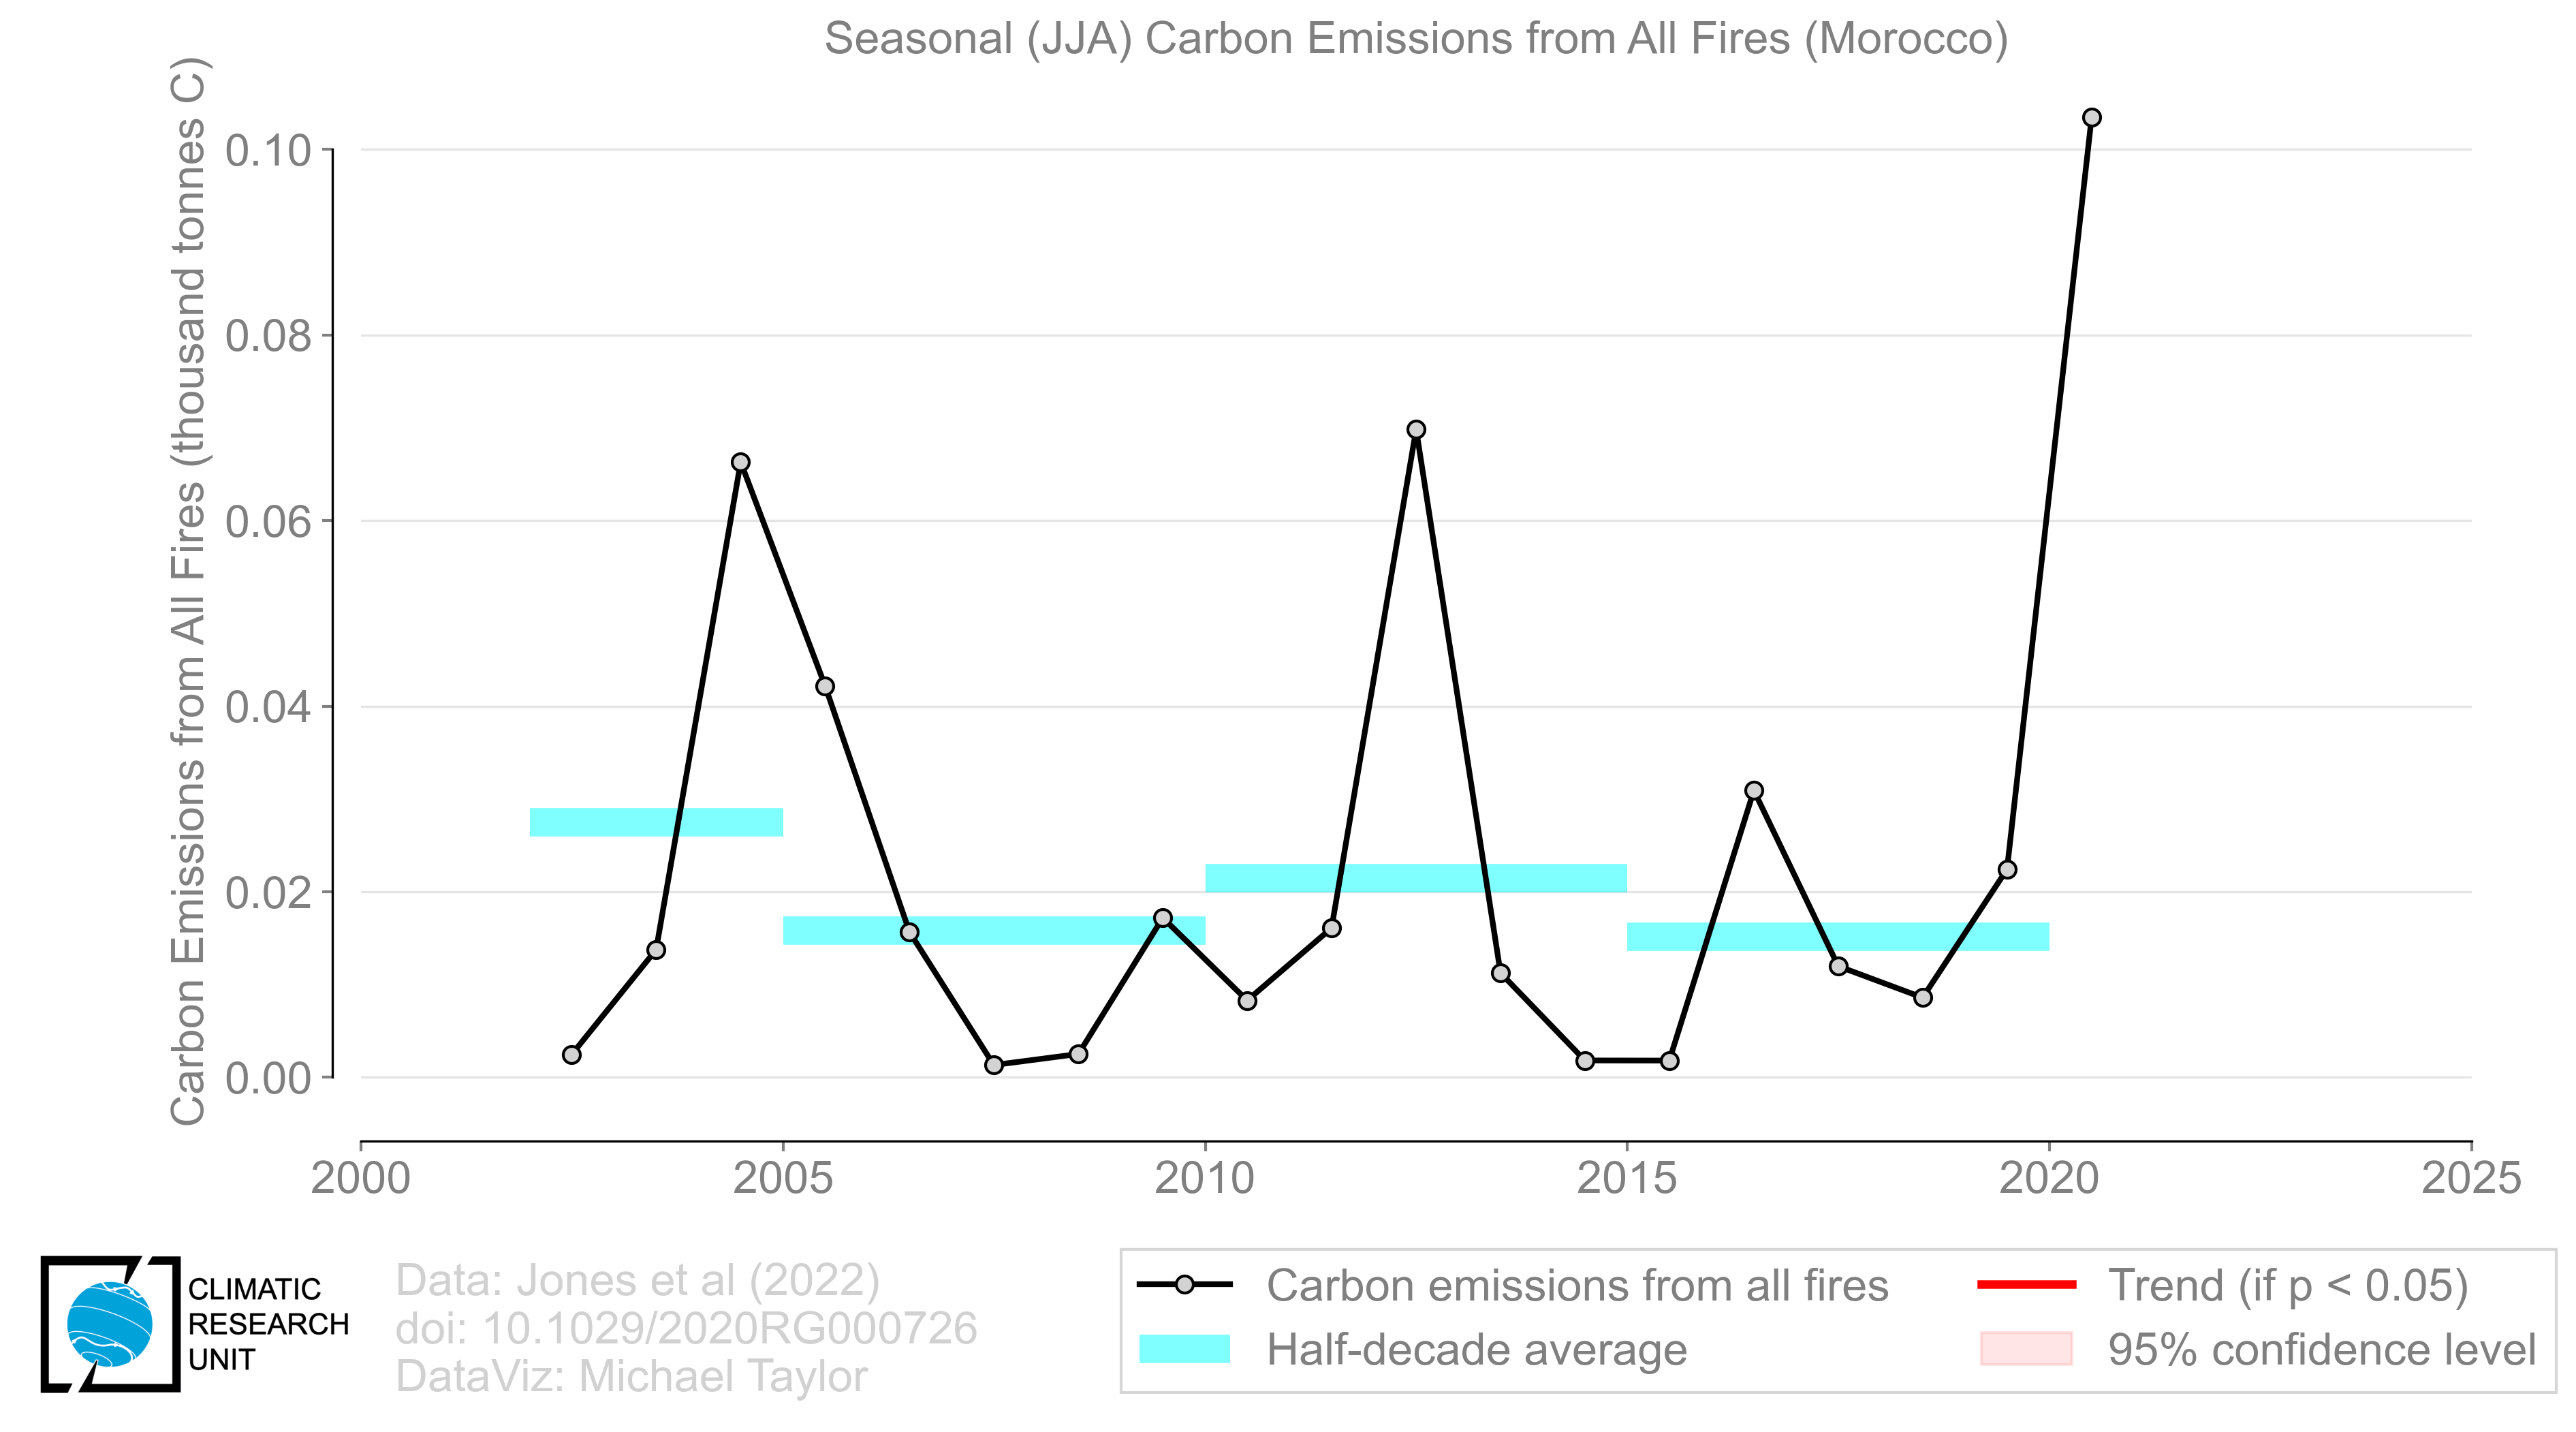 Seasonal (JJA) Carbon Emissions from All Fires (Morocco)
Carbon Emissions from All Fires (thousand tonnes C)
0.10
0.08
0.06
0.04
0.02
0.00
2000 2005 2010 2015 2020 2025
CLIMATIC
RESEARCH
UNIT
Data: Jones et al (2022)
doi: 10.1029/2020RG000726
DataViz: Michael Taylor
Carbon emissions from all fires
Half-decade average
Trend (if p < 0.05)
95% confidence level